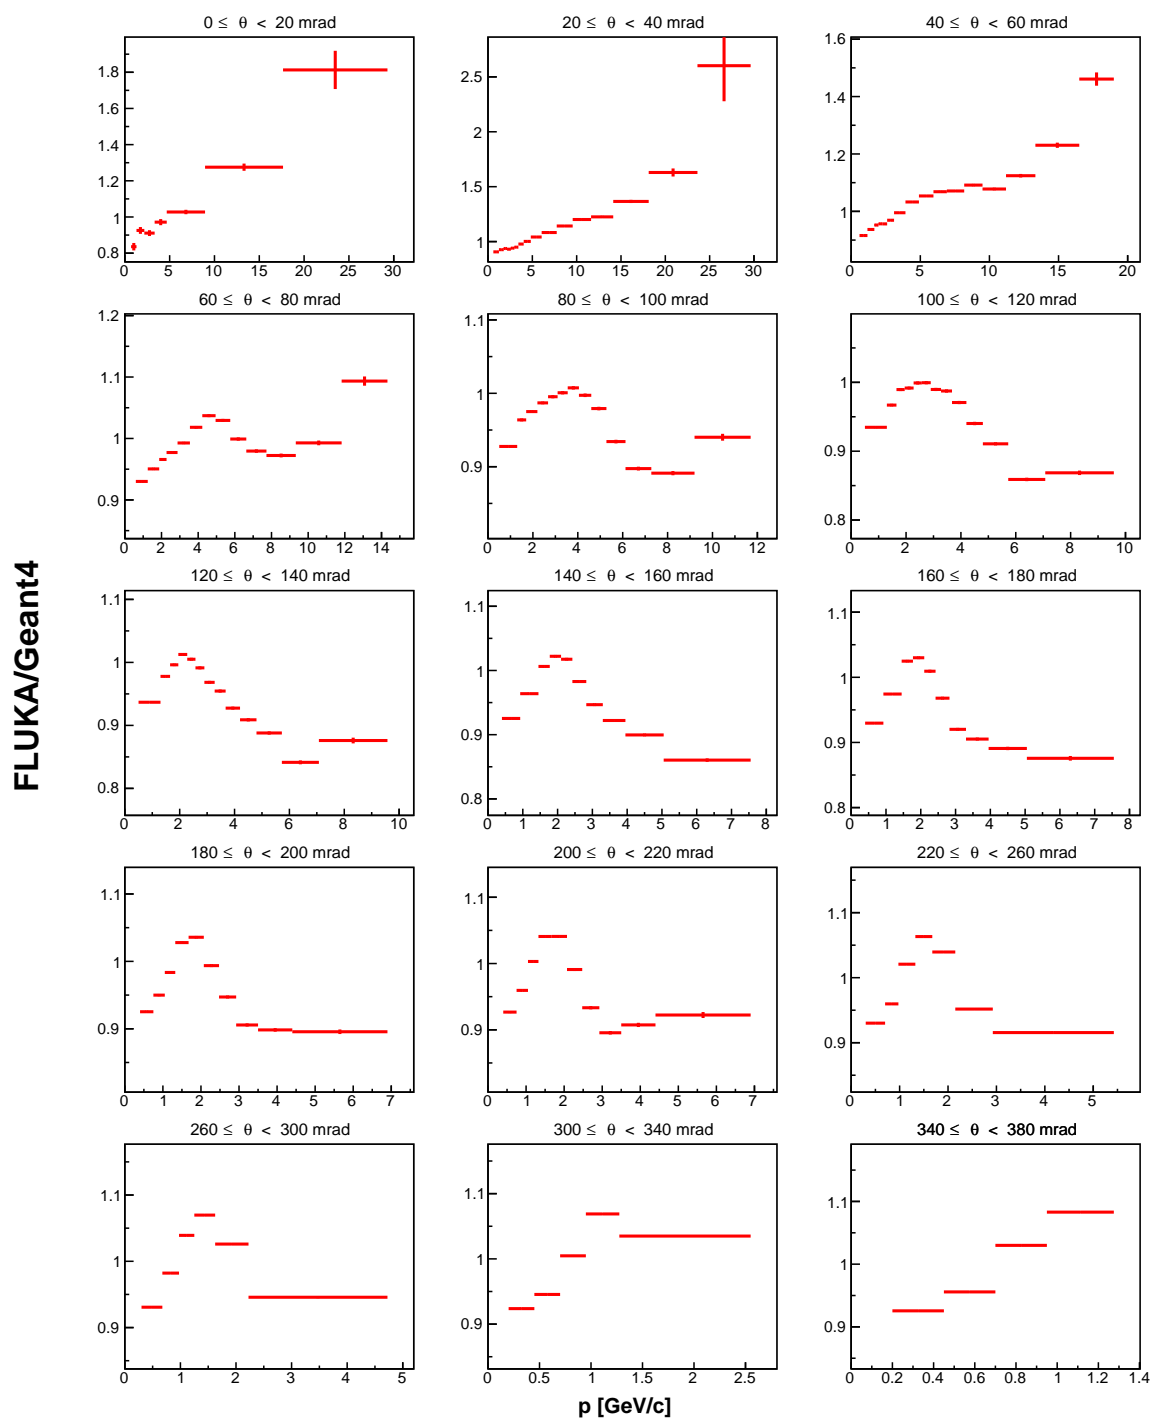 0 ≤ θ < 20 mrad
20 ≤ θ < 40 mrad
40 ≤ θ < 60 mrad
1.8
1.6
1.4
1.2
1
0.8
0 5 10 15 20 25 30
2.5
2
1.5
1
0 5 10 15 20 25 30
1.6
1.4
1.2
1
0 5 10 15 20
60 ≤ θ < 80 mrad
80 ≤ θ < 100 mrad
100 ≤ θ < 120 mrad
1.2
1.1
1
0.9
0 2 4 6 8 10 12 14
1.1
1
0.9
0 2 4 6 8 10 12
1
0.9
0.8
0 2 4 6 8 10
FLUKA/Geant4
120 ≤ θ < 140 mrad
140 ≤ θ < 160 mrad
160 ≤ θ < 180 mrad
1.1
1
0.9
0.8
0 2 4 6 8 10
1.1
1
0.9
0.8
0 1 2 3 4 5 6 7 8
1.1
1
0.9
0.8
0 1 2 3 4 5 6 7 8
180 ≤ θ < 200 mrad
200 ≤ θ < 220 mrad
220 ≤ θ < 260 mrad
1.1
1
0.9
0 1 2 3 4 5 6 7
1.1
1
0.9
0 1 2 3 4 5 6 7
1.1
1
0.9
0 1 2 3 4 5
260 ≤ θ < 300 mrad
300 ≤ θ < 340 mrad
340 ≤ θ < 380 mrad
1.1
1
0.9
0 1 2 3 4 5
1.1
1
0.9
0 0.5 1 1.5 2 2.5
1.1
1
0.9
0 0.2 0.4 0.6 0.8 1 1.2 1.4
p [GeV/c]